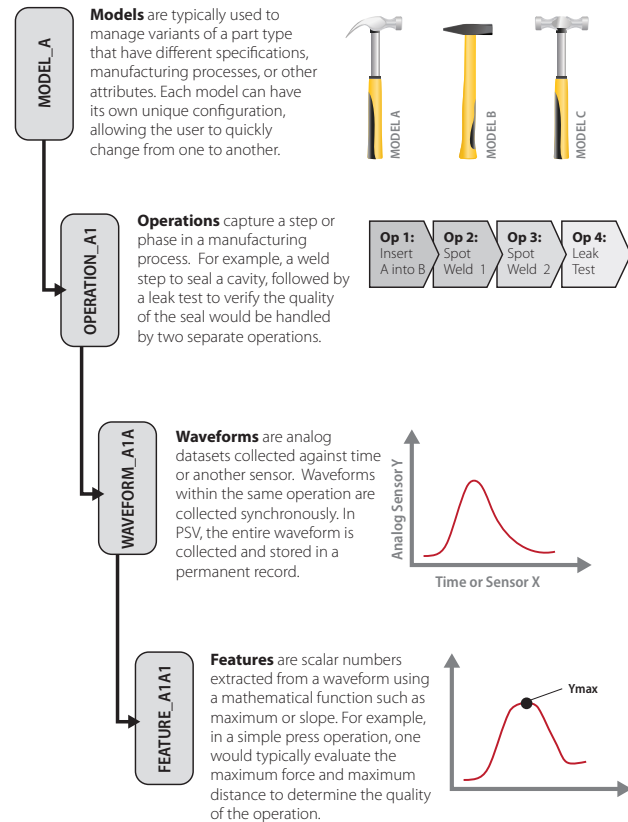 MODEL_A
Models are typically used to
manage variants of a part type
that have different specifications,
manufacturing processes, or other
attributes. Each model can have
its own unique configuration,
allowing the user to quickly
change from one to another.
MODEL A
MODEL B
MODEL C
OPERATION_A1
Operations capture a step or
phase in a manufacturing
process. For example, a weld
step to seal a cavity, followed by
a leak test to verify the quality
of the seal would be handled
by two separate operations.
Op 1:
Insert
A into B
Op 2:
Spot
Weld 1
Op 3:
Spot
Weld 2
Op 4:
Leak
Test
WAVEFORM_A1A
Waveforms are analog
datasets collected against time
or another sensor. Waveforms
within the same operation are
collected synchronously. In
PSV, the entire waveform is
collected and stored in a
permanent record.
Analog Sensor Y
Time or Sensor X
FEATURE_A1A1
Features are scalar numbers
extracted from a waveform using
a mathematical function such as
maximum or slope. For example,
in a simple press operation, one
would typically evaluate the
maximum force and maximum
distance to determine the quality
of the operation.
Ymax